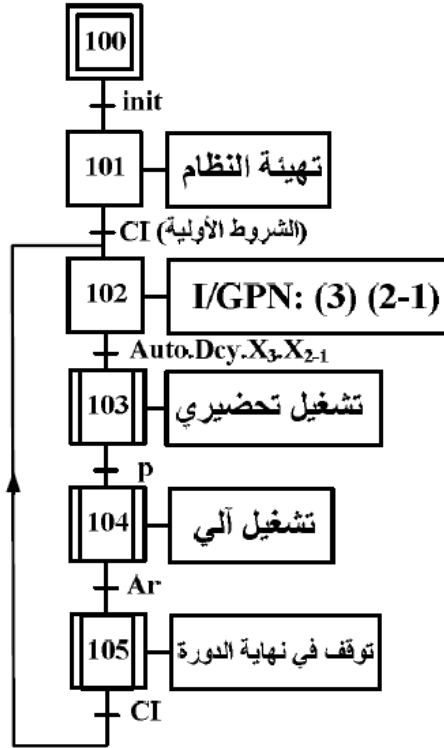 100
init
101
تهيئة النظام
CI (الشروط الأولية)
102
I/GPN: (3) (2-1)
Auto.Dcy.X₃.X₂₋₁
103
تشغيل تحضيري
p
104
تشغيل آلي
Ar
105
توقف في نهاية الدورة
CI